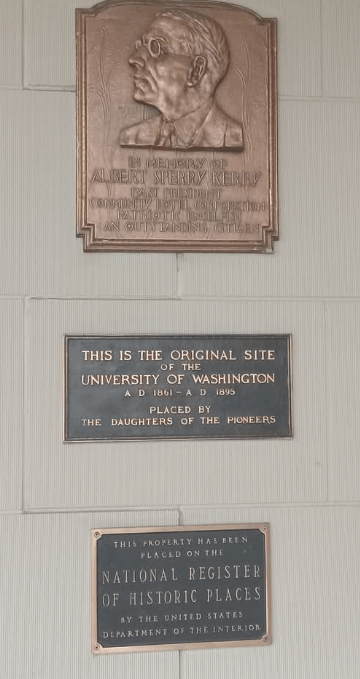 IN MEMORY OF
ALBERT SPERRY KERRY
PAST PRESIDENT
COMMUNITY HOTEL CORPORATION
PATRIOTIC
AN OUTSTANDING CITIZEN
THIS IS THE ORIGINAL SITE
OF THE
UNIVERSITY OF WASHINGTON
A D 1861 - A D 1895
PLACED BY
THE DAUGHTERS OF THE PIONEERS
THIS PROPERTY HAS BEEN
PLACED ON THE
NATIONAL REGISTER
OF HISTORIC PLACES
BY THE UNITED STATES
DEPARTMENT OF THE INTERIOR